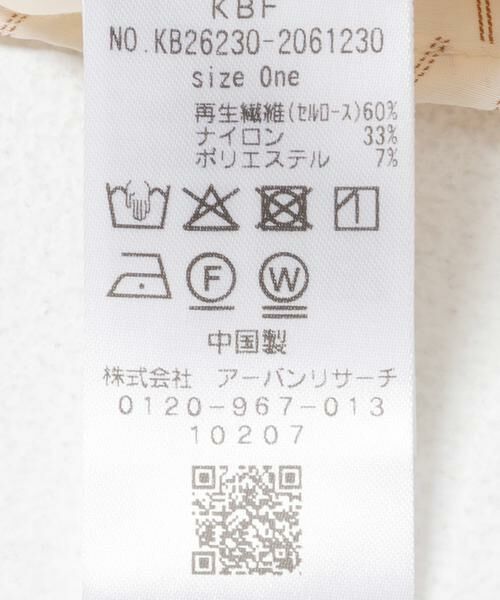 KBF
NO.KB26230-2061230
size One
再生繊維(ｾﾙﾛｰｽ)60%
ナイロン 33%
ポリエステル 7%
F W
中国製
株式会社 アーバンリサーチ
0120-967-013
10207